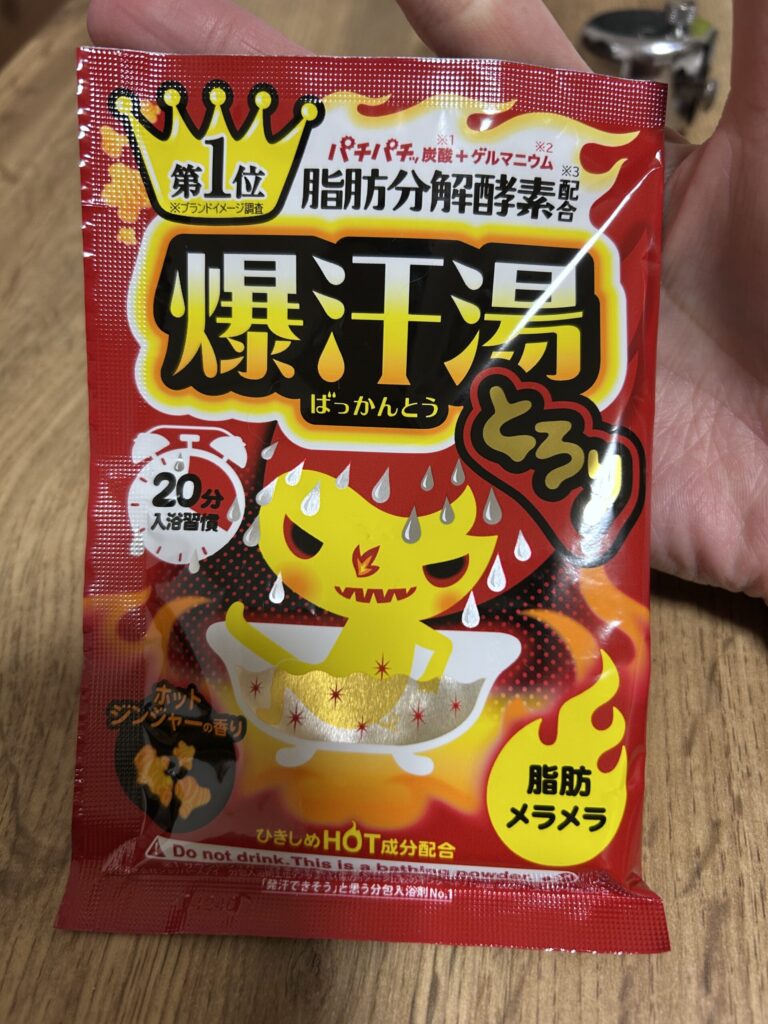 第1位
※ブランドイメージ調査
パチパチッ炭酸※1+ゲルマニウム※2
脂肪分解酵素配合※3
爆汗湯
ばっかんとう
とろり
20分
入浴習慣
ホット
ジンジャーの香り
脂肪
メラメラ
ひきしめHOT成分配合
Do not drink.This is a bathing powder
「発汗できそう」と思う分包入浴剤No.1